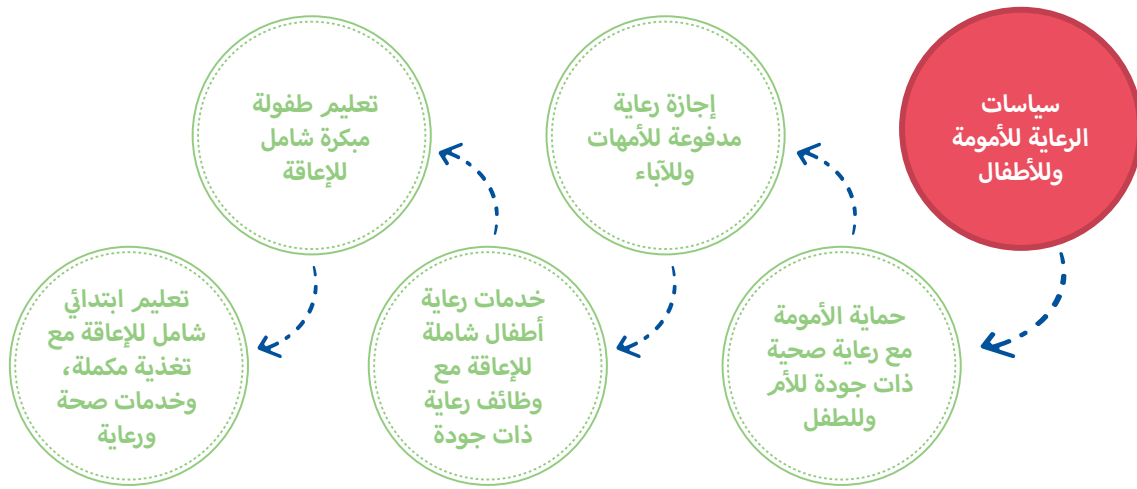 سياسات
الرعاية للأمومة
وللأطفال
حماية الأمومة
مع رعاية صحية
ذات جودة للأم
وللطفل
إجازة رعاية
مدفوعة للأمهات
وللآباء
خدمات رعاية
أطفال شاملة
للإعاقة مع
وظائف رعاية
ذات جودة
تعليم طفولة
مبكرة شامل
للإعاقة
تعليم ابتدائي
شامل للإعاقة مع
تغذية مكملة،
وخدمات صحة
ورعاية